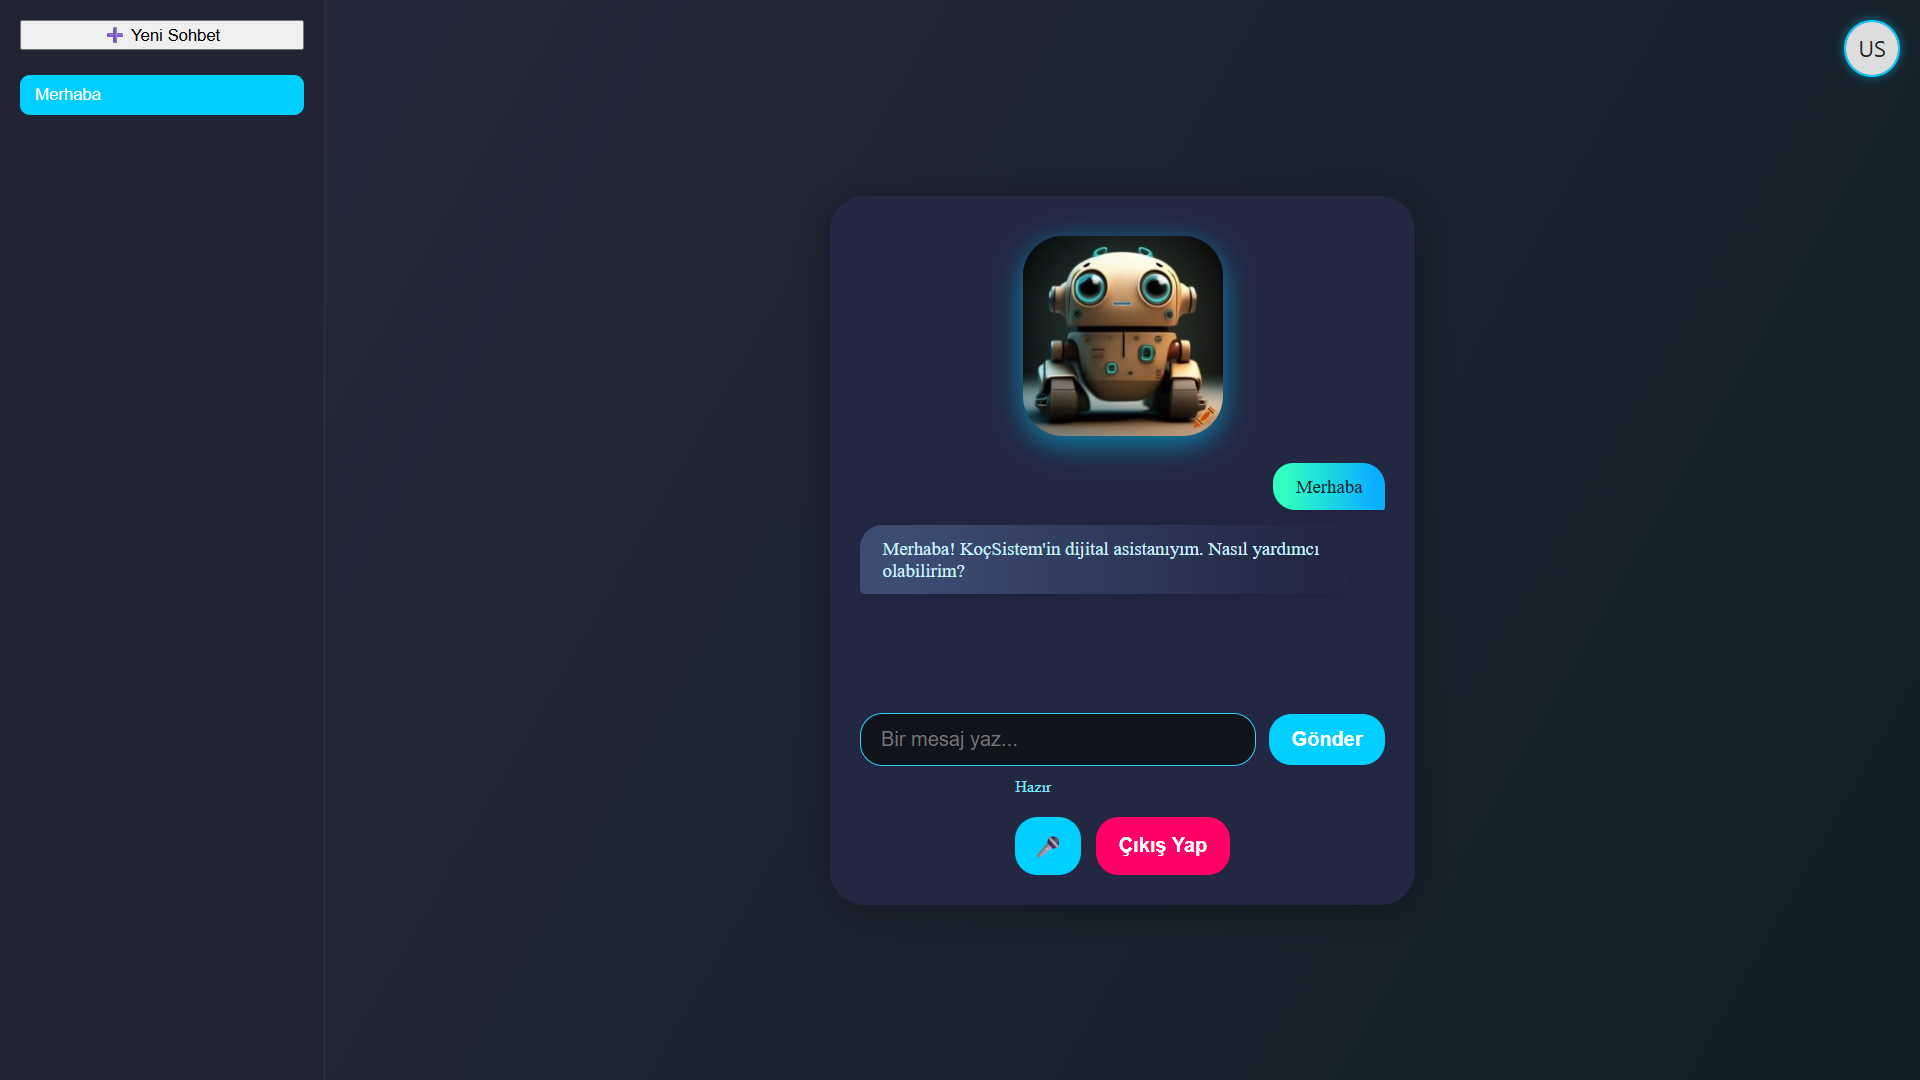 ➕ Yeni Sohbet
Merhaba
US
Merhaba
Merhaba! KoçSistem'in dijital asistanıyım. Nasıl yardımcı
olabilirim?
Bir mesaj yaz...
Gönder
Hazır
Çıkış Yap